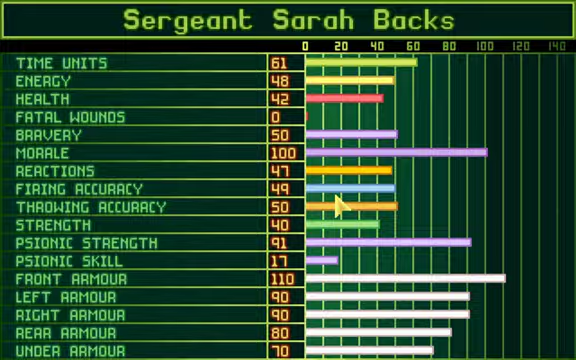 Sergeant Sarah Backs
0 20 40 60 80 100 120 140
TIME UNITS 61
ENERGY 48
HEALTH 42
FATAL WOUNDS 0
BRAVERY 50
MORALE 100
REACTIONS 47
FIRING ACCURACY 49
THROWING ACCURACY 50
STRENGTH 40
PSIONIC STRENGTH 91
PSIONIC SKILL 17
FRONT ARMOUR 110
LEFT ARMOUR 90
RIGHT ARMOUR 90
REAR ARMOUR 80
UNDER ARMOUR 70